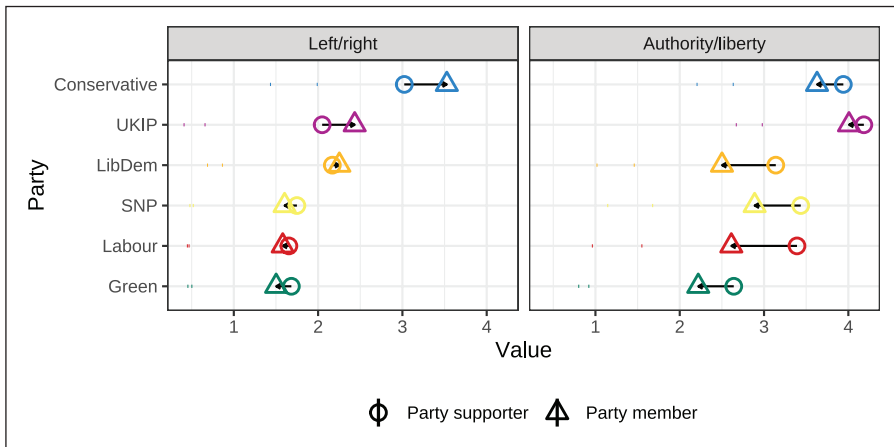 Left/right Authority/liberty
Party
Conservative
UKIP
LibDem
SNP
Labour
Green
1 2 3 4 1 2 3 4
Value
Party supporter Party member